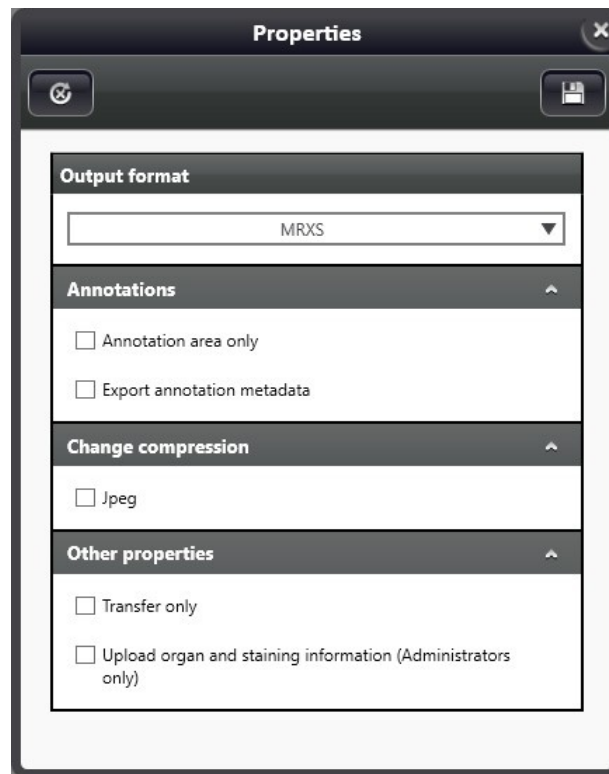 Properties
Output format
MRXS
Annotations
Annotation area only
Export annotation metadata
Change compression
Jpeg
Other properties
Transfer only
Upload organ and staining information (Administrators
only)